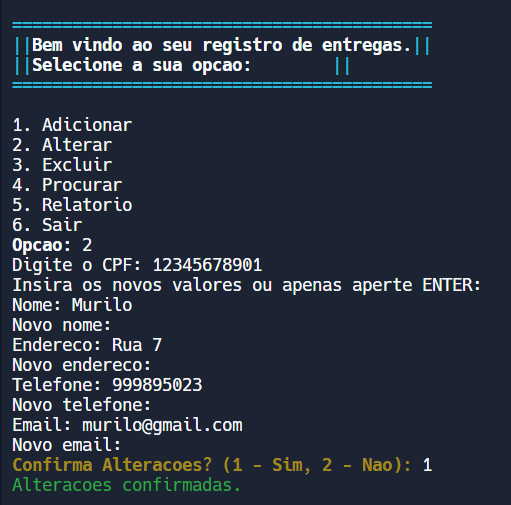 ==========================================
||Bem vindo ao seu registro de entregas.||
||Selecione a sua opcao:        ||
==========================================
1. Adicionar
2. Alterar
3. Excluir
4. Procurar
5. Relatorio
6. Sair
Opcao: 2
Digite o CPF: 12345678901
Insira os novos valores ou apenas aperte ENTER:
Nome: Murilo
Novo nome:
Endereco: Rua 7
Novo endereco:
Telefone: 999895023
Novo telefone:
Email: murilo@gmail.com
Novo email:
Confirma Alteracoes? (1 - Sim, 2 - Nao): 1
Alteracoes confirmadas.